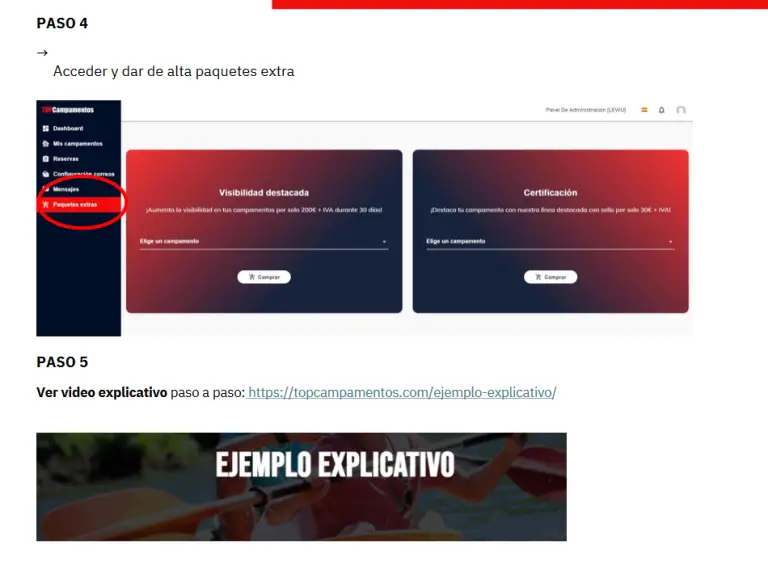 PASO 4
→
Acceder y dar de alta paquetes extra
TOPCampamentos
Panel De Administración (LEWU)
Dashboard
Mis campamentos
Reservas
Configuración correos
Mensajes
Paquetes extras
Visibilidad destacada
¡Aumenta la visibilidad en tus campamentos por solo 200€ + IVA durante 30 días!
Elige un campamento
Comprar
Certificación
¡Destaca tu campamento con nuestra línea destacada con sello por solo 30€ + IVA!
Elige un campamento
Comprar
PASO 5
Ver video explicativo paso a paso: https://topcampamentos.com/ejemplo-explicativo/
EJEMPLO EXPLICATIVO